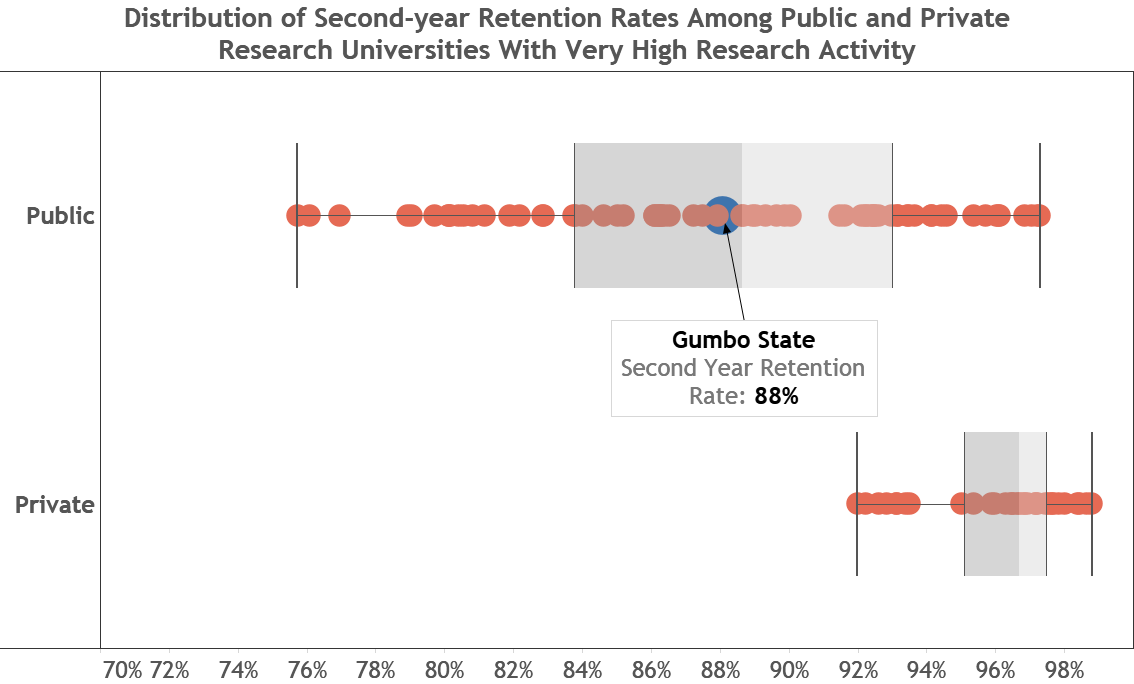 Distribution of Second-year Retention Rates Among Public and Private
Research Universities With Very High Research Activity
Public
Gumbo State
Second Year Retention
Rate: 88%
Private
70% 72% 74% 76% 78% 80% 82% 84% 86% 88% 90% 92% 94% 96% 98%